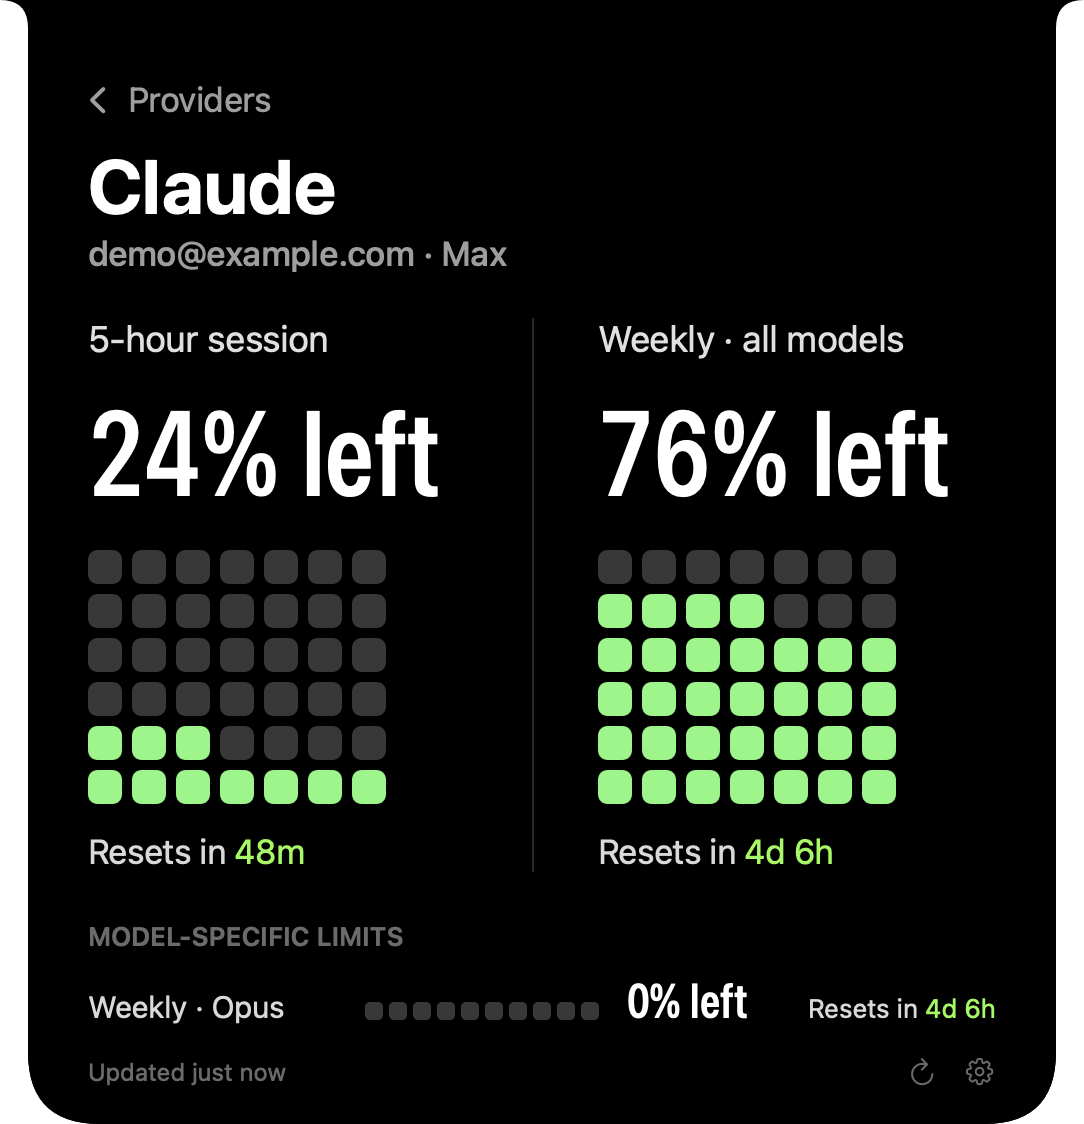 Providers
Claude
demo@example.com · Max
5-hour session
24% left
Resets in 48m
Weekly · all models
76% left
Resets in 4d 6h
MODEL-SPECIFIC LIMITS
Weekly · Opus 0% left Resets in 4d 6h
Updated just now